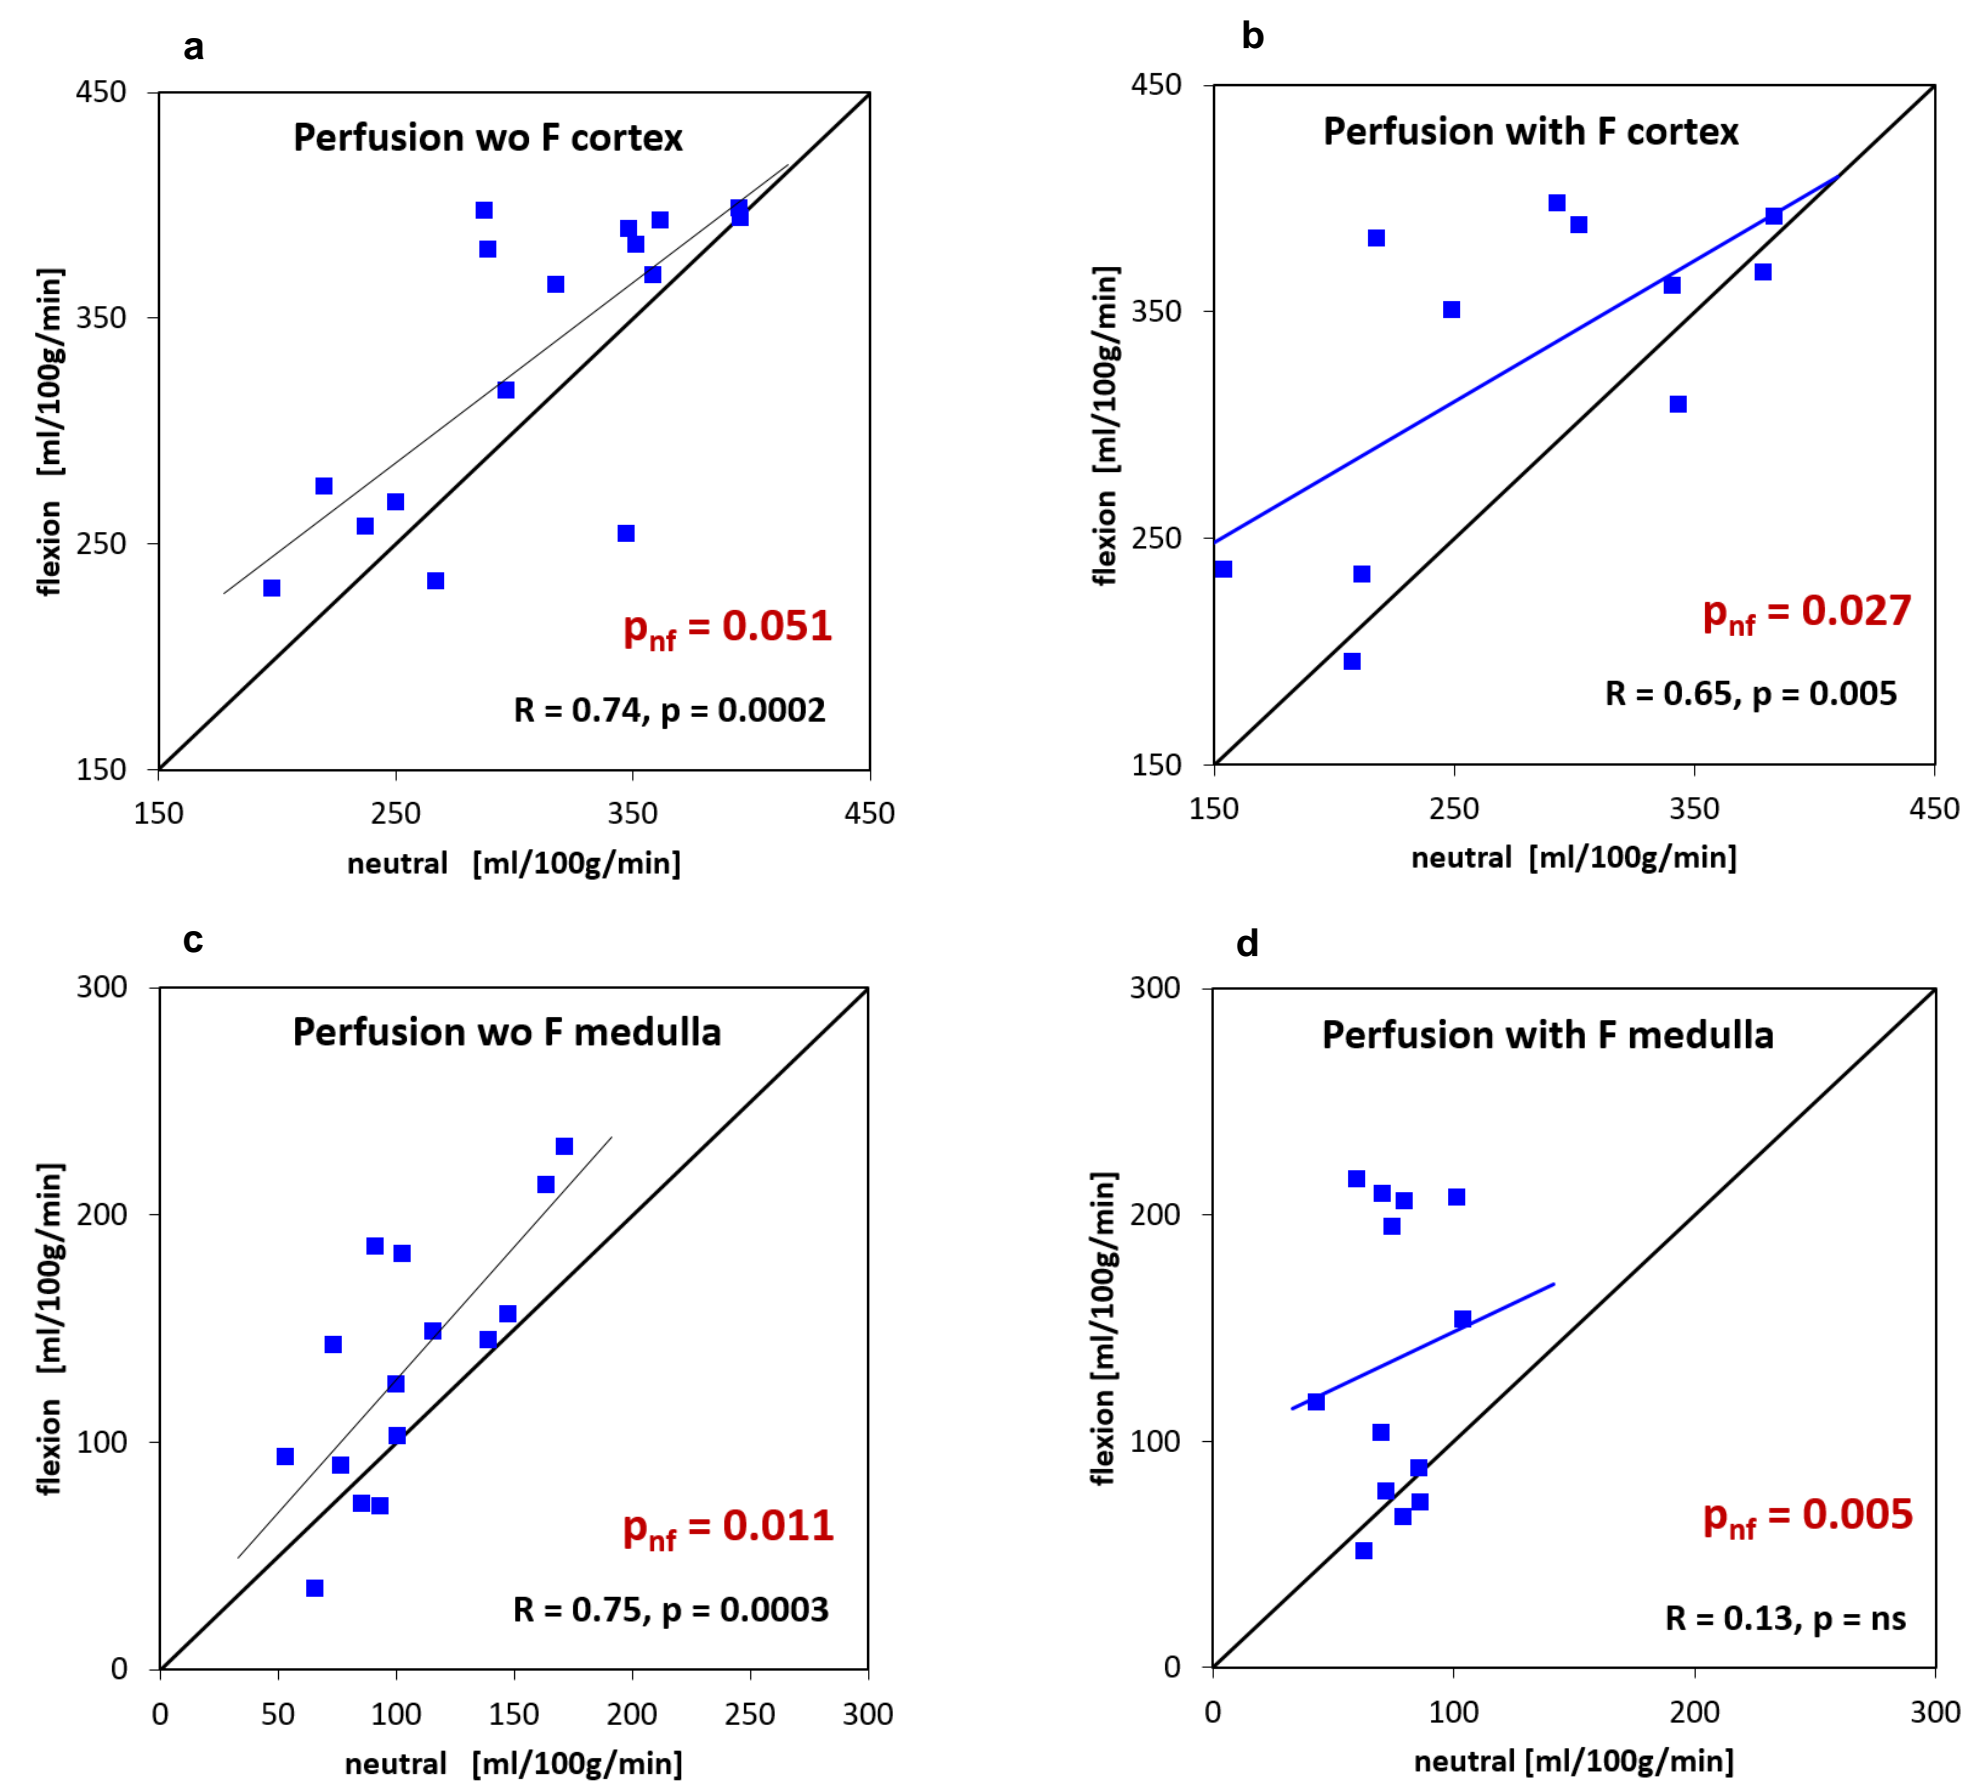 a
Perfusion wo F cortex
450
350
250
150
150 250 350 450
flexion [ml/100g/min]
neutral [ml/100g/min]
pnf = 0.051
R = 0.74, p = 0.0002
b
Perfusion with F cortex
450
350
250
150
150 250 350 450
flexion [ml/100g/min]
neutral [ml/100g/min]
pnf = 0.027
R = 0.65, p = 0.005
c
Perfusion wo F medulla
300
200
100
0
0 50 100 150 200 250 300
flexion [ml/100g/min]
neutral [ml/100g/min]
pnf = 0.011
R = 0.75, p = 0.0003
d
Perfusion with F medulla
300
200
100
0
0 100 200 300
flexion [ml/100g/min]
neutral [ml/100g/min]
pnf = 0.005
R = 0.13, p = ns